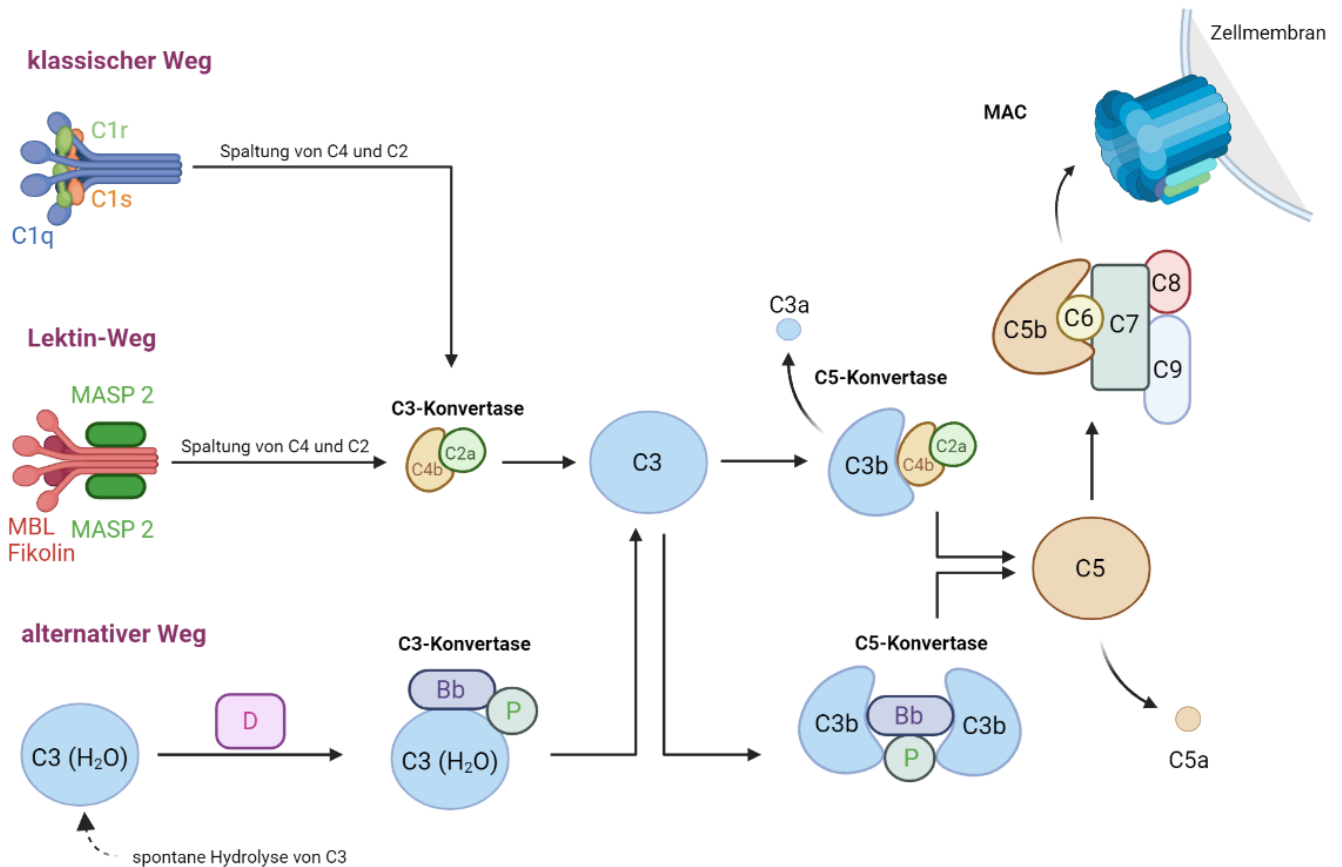 Zellmembran
klassischer Weg
MAC
C1r
Spaltung von C4 und C2
C1s
C1q
C8
C3a
C5b
C6
C7
Lektin-Weg
C9
MASP 2
C5-Konvertase
C3-Konvertase
Spaltung von C4 und C2
C4b
C2a
C3
C3b
C4b
C2a
MBL
MASP 2
Fikolin
C5
alternativer Weg
C3-Konvertase
C5-Konvertase
Bb
P
D
C3b
Bb
C3b
C3 (H₂O)
C3 (H₂O)
P
C5a
spontane Hydrolyse von C3